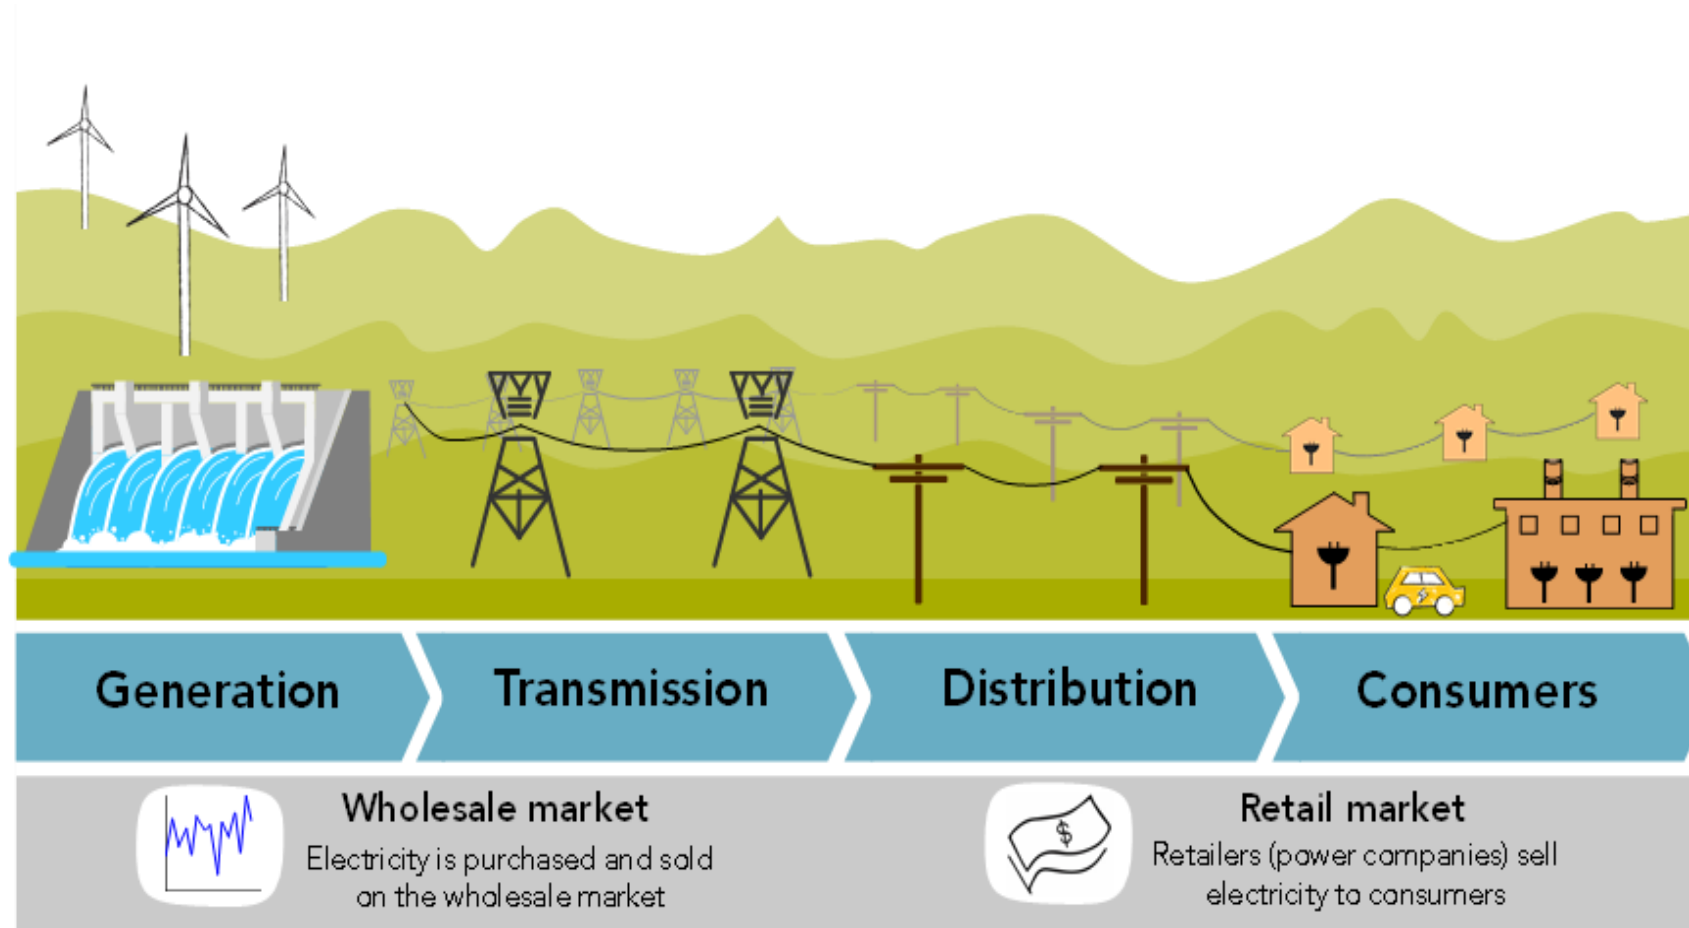 Generation
Transmission
Distribution
Consumers
Wholesale market
Electricity is purchased and sold
on the wholesale market
$
Retail market
Retailers (power companies) sell
electricity to consumers